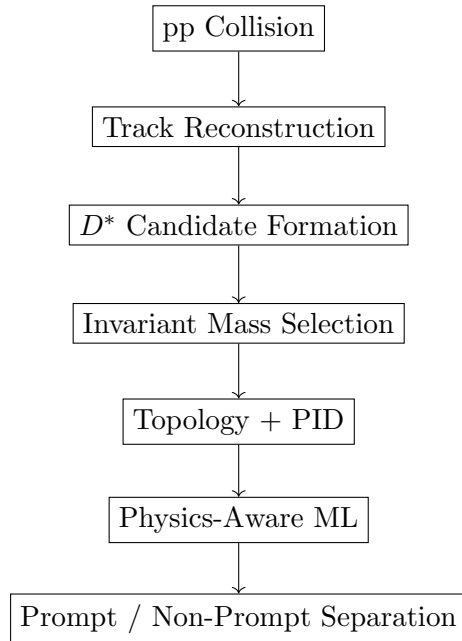 pp Collision
Track Reconstruction
D* Candidate Formation
Invariant Mass Selection
Topology + PID
Physics-Aware ML
Prompt / Non-Prompt Separation